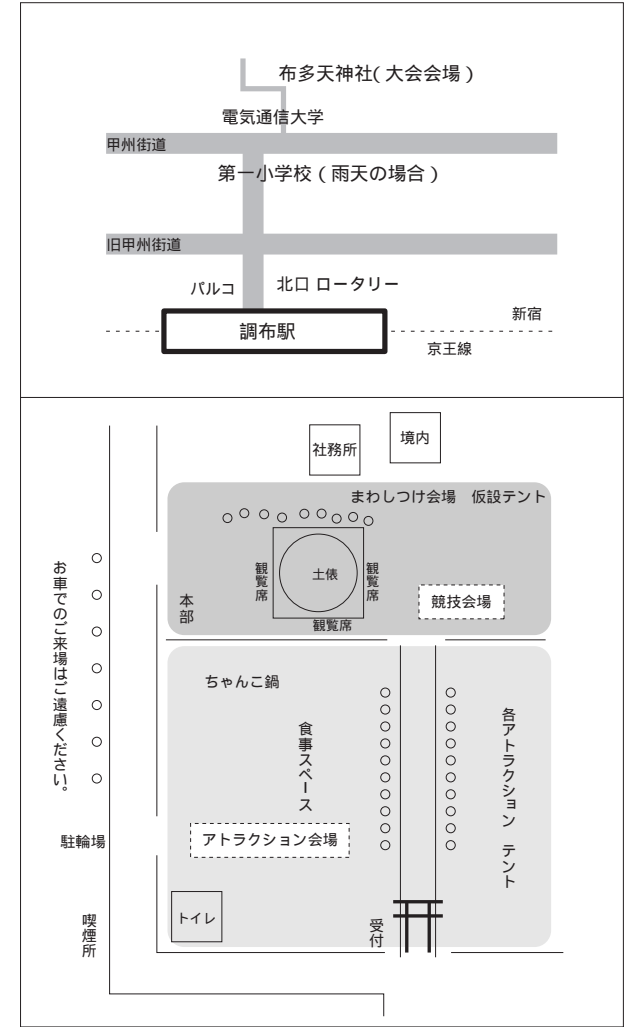 布多天神社(大会会場)
電気通信大学
甲州街道
第一小学校(雨天の場合)
旧甲州街道
パルコ
北口 ロータリー
新宿
調布駅
京王線
境内
社務所
まわしつけ会場 仮設テント
観覧席
土俵
観覧席
観覧席
競技会場
本部
お車でのご来場はご遠慮ください。
ちゃんこ鍋
食事スペース
各アトラクション テント
アトラクション会場
駐輪場
トイレ
受付
喫煙所